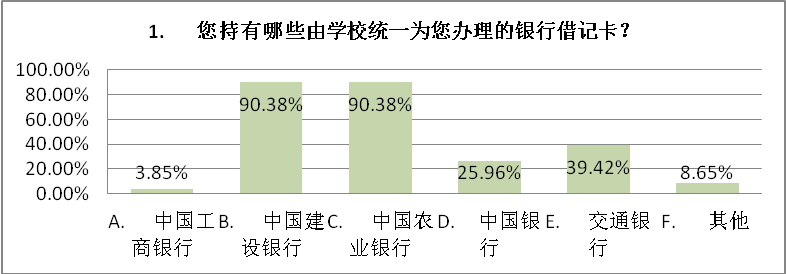 1. 您持有哪些由学校统一为您办理的银行借记卡？
100.00%
80.00%
60.00%
40.00%
20.00%
0.00%
3.85%
90.38%
90.38%
25.96%
39.42%
8.65%
A. 中国工
商银行
B. 中国建
设银行
C. 中国农
业银行
D. 中国银
行
E. 交通银
行
F. 其他